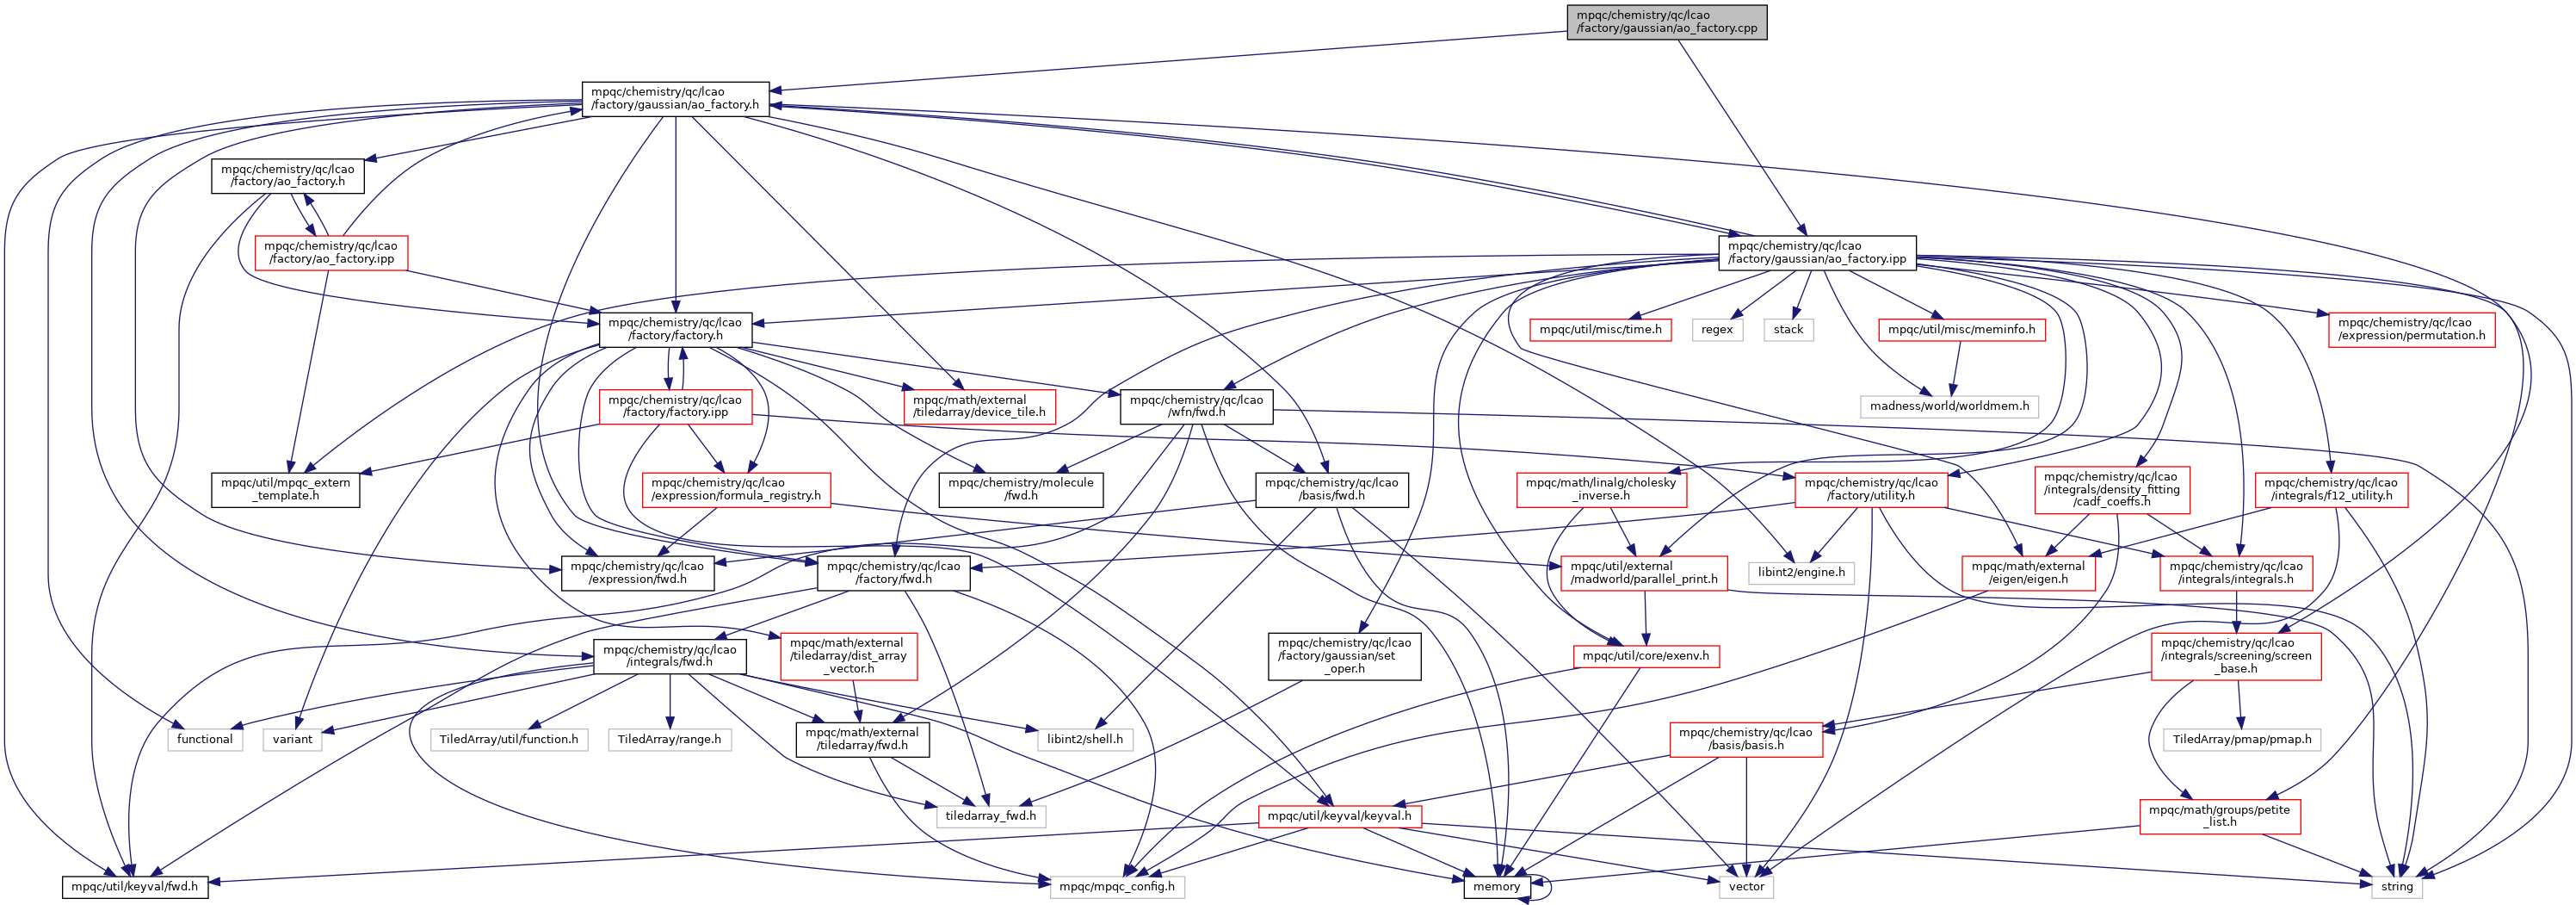 mpqc/chemistry/qc/lcao
/factory/gaussian/ao_factory.cpp
mpqc/chemistry/qc/lcao
/factory/gaussian/ao_factory.h
mpqc/chemistry/qc/lcao
/factory/ao_factory.h
mpqc/chemistry/qc/lcao
/factory/ao_factory.ipp
mpqc/chemistry/qc/lcao
/factory/gaussian/ao_factory.ipp
mpqc/chemistry/qc/lcao
/factory/factory.h
mpqc/util/misc/time.h
regex
stack
mpqc/util/misc/meminfo.h
mpqc/chemistry/qc/lcao
/expression/permutation.h
mpqc/chemistry/qc/lcao
/factory/factory.ipp
mpqc/math/external
/tiledarray/device_tile.h
mpqc/chemistry/qc/lcao
/wfn/fwd.h
madness/world/worldmem.h
mpqc/util/mpqc_extern
_template.h
mpqc/chemistry/qc/lcao
/expression/formula_registry.h
mpqc/chemistry/molecule
/fwd.h
mpqc/chemistry/qc/lcao
/basis/fwd.h
mpqc/math/linalg/cholesky
_inverse.h
mpqc/chemistry/qc/lcao
/factory/utility.h
mpqc/chemistry/qc/lcao
/integrals/density_fitting
/cadf_coeffs.h
mpqc/chemistry/qc/lcao
/integrals/f12_utility.h
mpqc/chemistry/qc/lcao
/expression/fwd.h
mpqc/chemistry/qc/lcao
/factory/fwd.h
mpqc/util/external
/madworld/parallel_print.h
libint2/engine.h
mpqc/math/external
/eigen/eigen.h
mpqc/chemistry/qc/lcao
/integrals/integrals.h
mpqc/chemistry/qc/lcao
/integrals/fwd.h
mpqc/math/external
/tiledarray/dist_array
_vector.h
mpqc/chemistry/qc/lcao
/factory/gaussian/set
_oper.h
mpqc/util/core/exenv.h
mpqc/chemistry/qc/lcao
/integrals/screening/screen
_base.h
functional
variant
TiledArray/util/function.h
TiledArray/range.h
mpqc/math/external
/tiledarray/fwd.h
libint2/shell.h
mpqc/chemistry/qc/lcao
/basis/basis.h
TiledArray/pmap/pmap.h
tiledarray_fwd.h
mpqc/util/keyval/keyval.h
mpqc/math/groups/petite
_list.h
mpqc/util/keyval/fwd.h
mpqc/mpqc_config.h
memory
vector
string